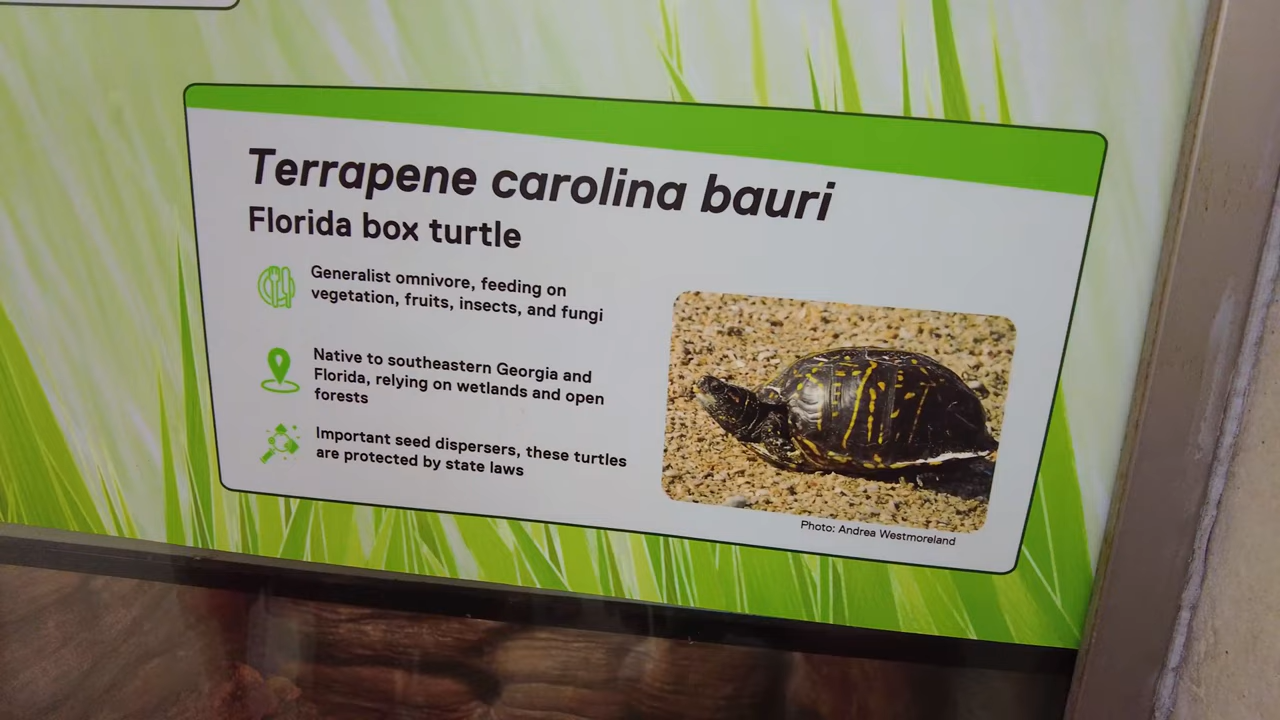 Terrapene carolina bauri
Florida box turtle
Generalist omnivore, feeding on
vegetation, fruits, insects, and fungi
Native to southeastern Georgia and
Florida, relying on wetlands and open
forests
Important seed dispersers, these turtles
are protected by state laws
Photo: Andrea Westmoreland